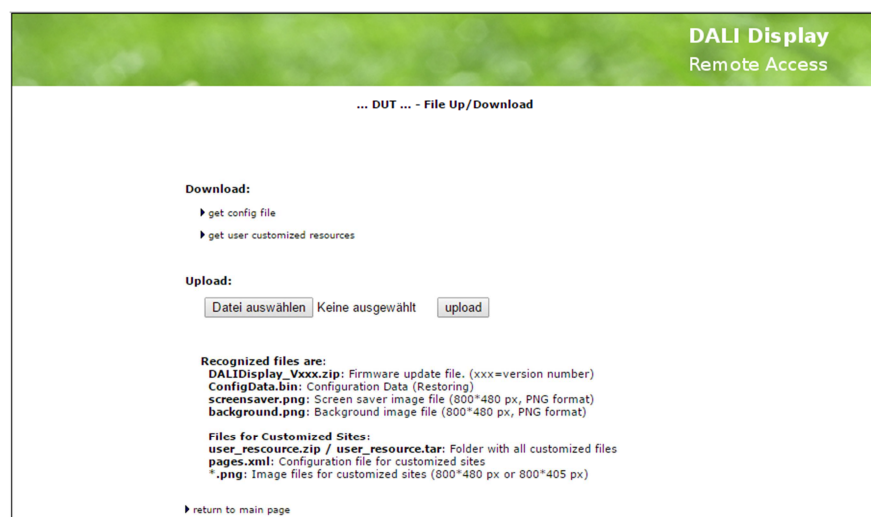 DALI Display
Remote Access
... DUT ... - File Up/Download
Download:
get config file
get user customized resources
Upload:
Datei auswählen Keine ausgewählt upload
Recognized files are:
DALIDisplay_Vxxx.zip: Firmware update file. (xxx=version number)
ConfigData.bin: Configuration Data (Restoring)
screensaver.png: Screen saver image file (800*480 px, PNG format)
background.png: Background image file (800*480 px, PNG format)
Files for Customized Sites:
user_rescource.zip / user_resource.tar: Folder with all customized files
pages.xml: Configuration file for customized sites
*.png: Image files for customized sites (800*480 px or 800*405 px)
return to main page